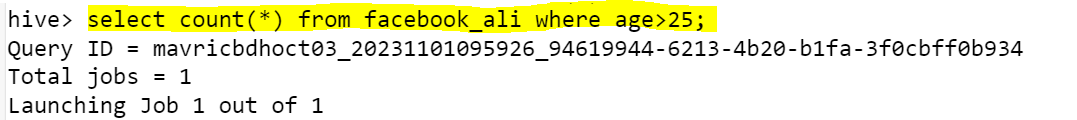 hive> select count(*) from facebook_ali where age>25;
Query ID = mavricbdhoct03_20231101095926_94619944-6213-4b20-b1fa-3f0cbff0b934
Total jobs = 1
Launching Job 1 out of 1